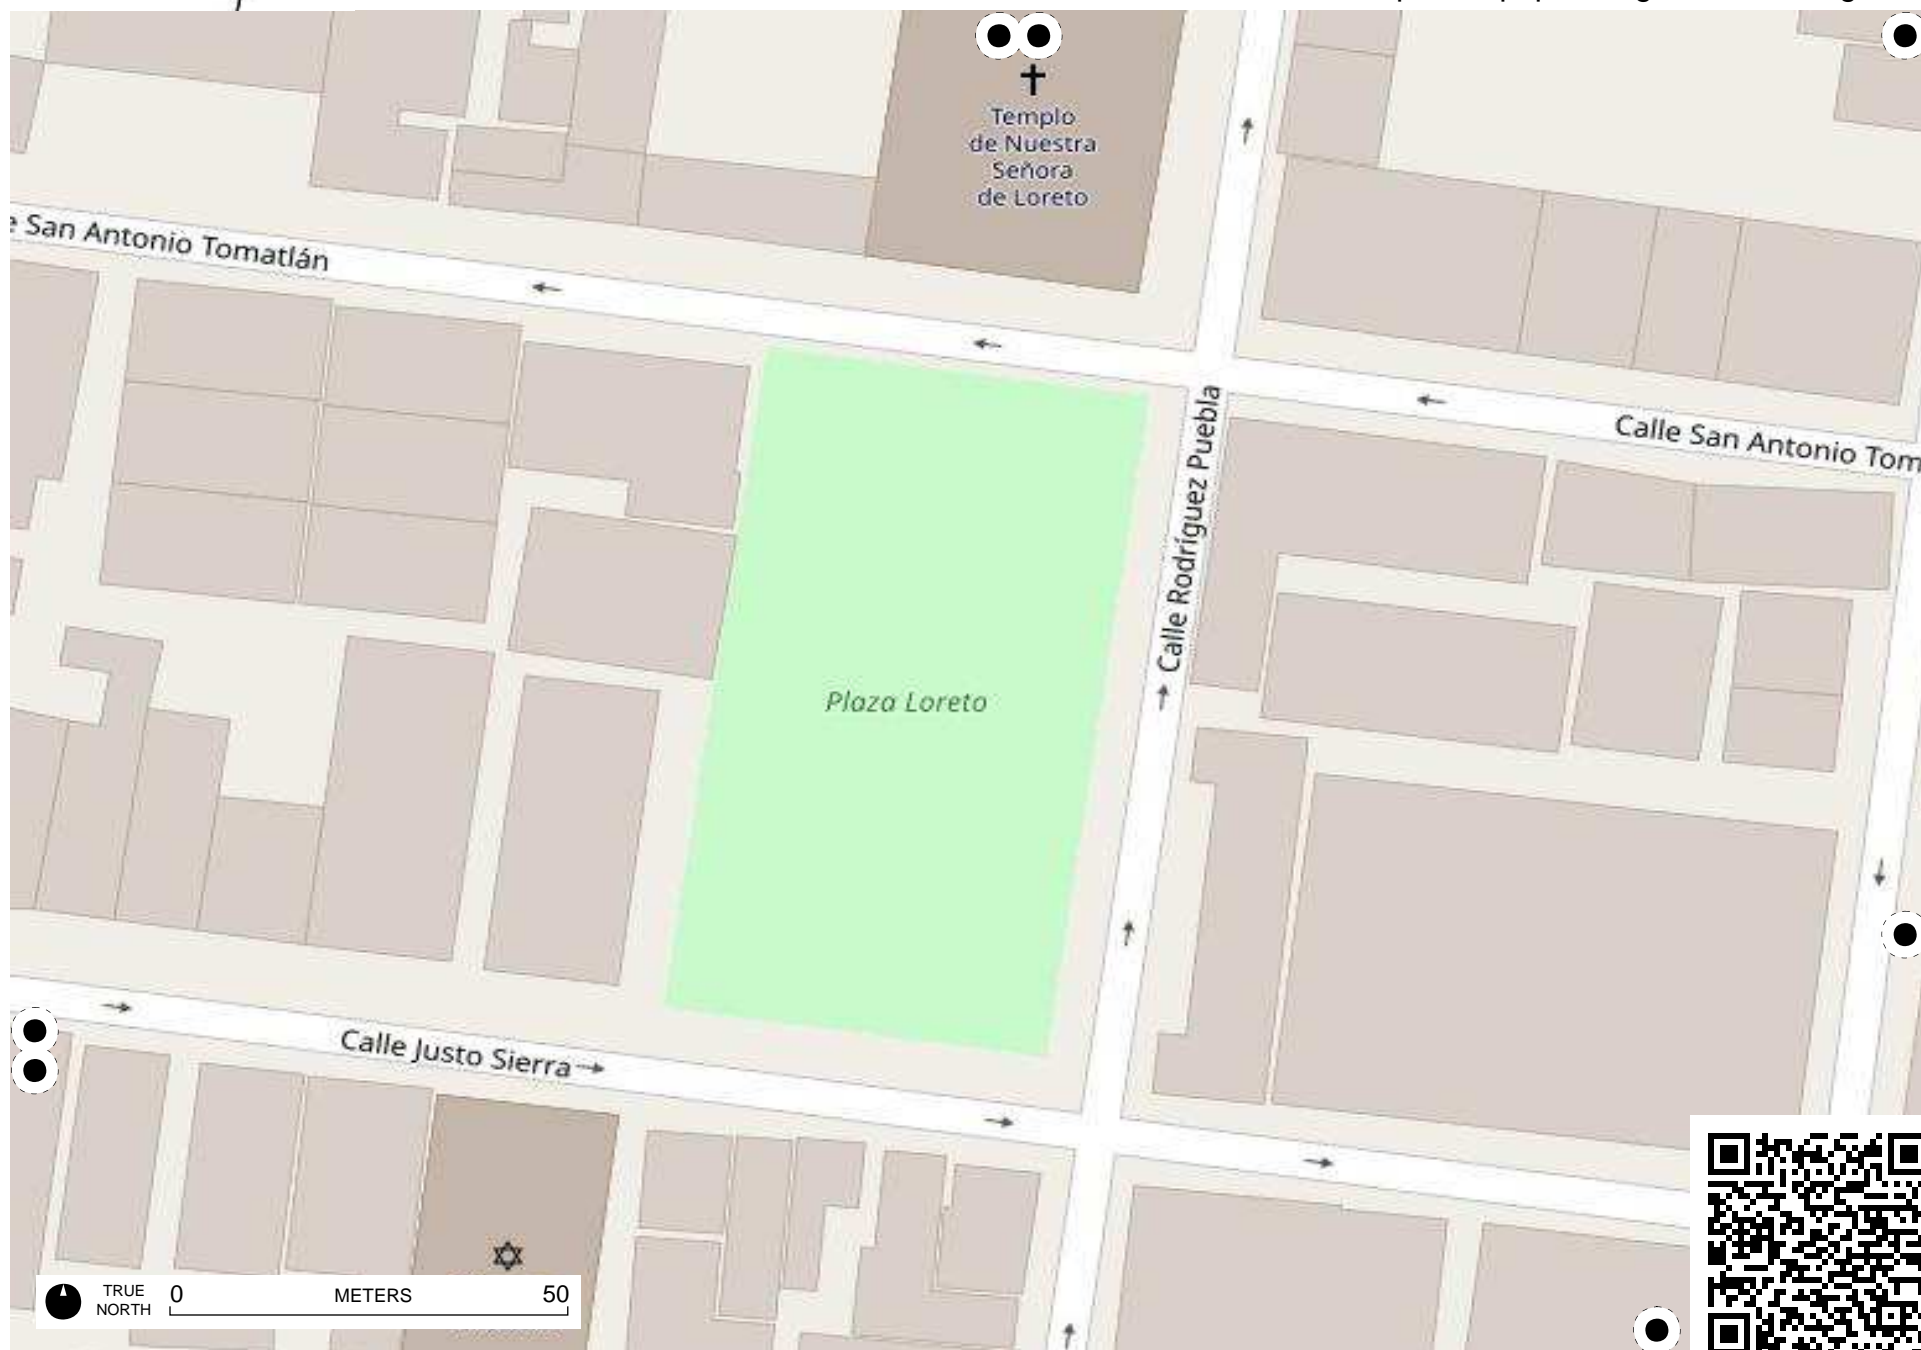 Templo
de Nuestra
Señora
de Loreto
San Antonio Tomatlán
Calle San Antonio Tom
Calle Rodríguez Puebla
Plaza Loreto
Calle Justo Sierra
TRUE
NORTH
0 METERS 50